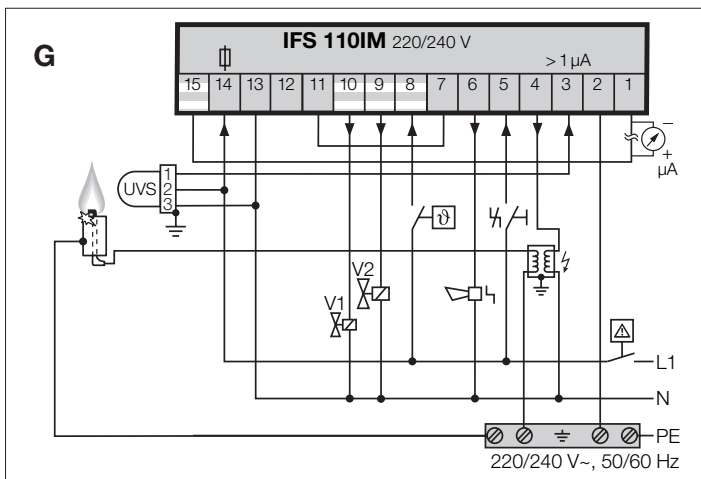 G
IFS 110IM 220/240 V
> 1 µA
15 14 13 12 11 10 9 8 7 6 5 4 3 2 1
−
+
µA
UVS
1
2
3
ϑ
V2
V1
L1
N
PE
220/240 V~, 50/60 Hz